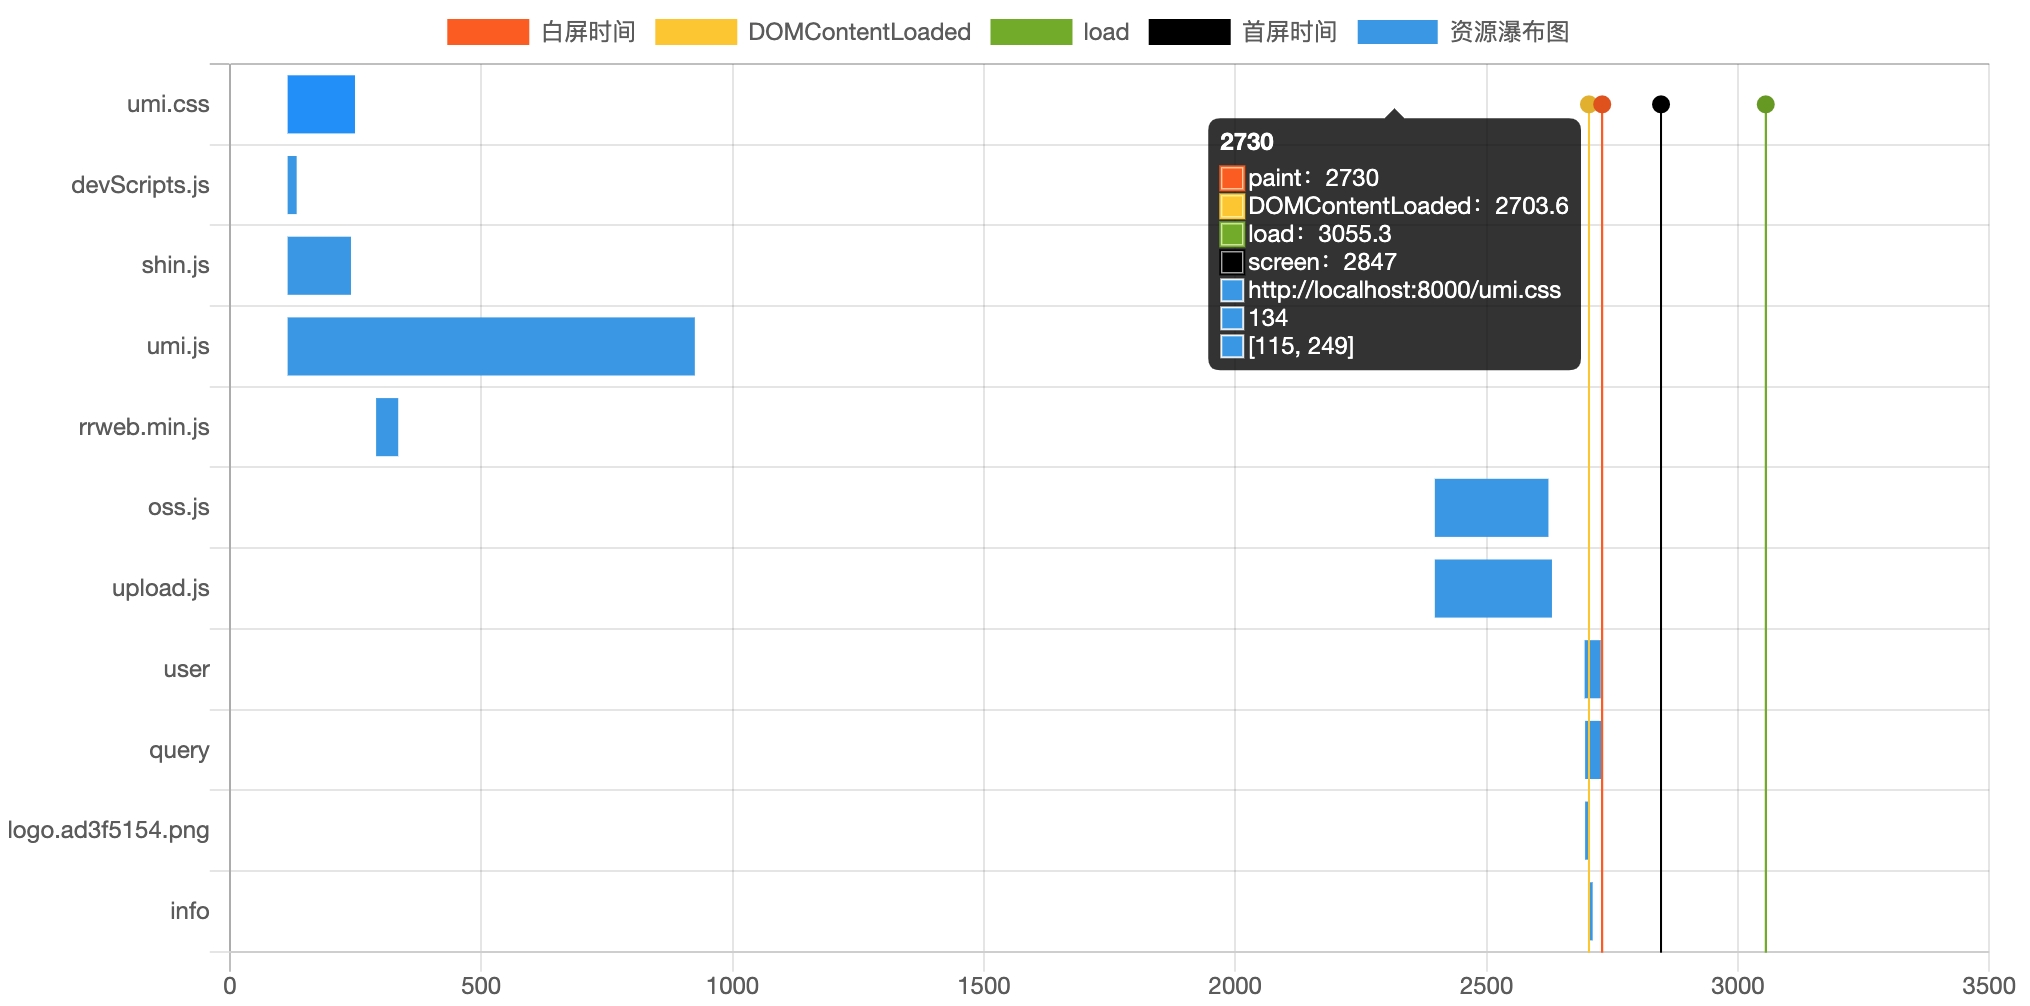 白屏时间 DOMContentLoaded load 首屏时间 资源瀑布图
umi.css
devScripts.js
shin.js
umi.js
rrweb.min.js
oss.js
upload.js
user
query
logo.ad3f5154.png
info
2730
paint：2730
DOMContentLoaded：2703.6
load：3055.3
screen：2847
http://localhost:8000/umi.css
134
[115, 249]
0 500 1000 1500 2000 2500 3000 3500